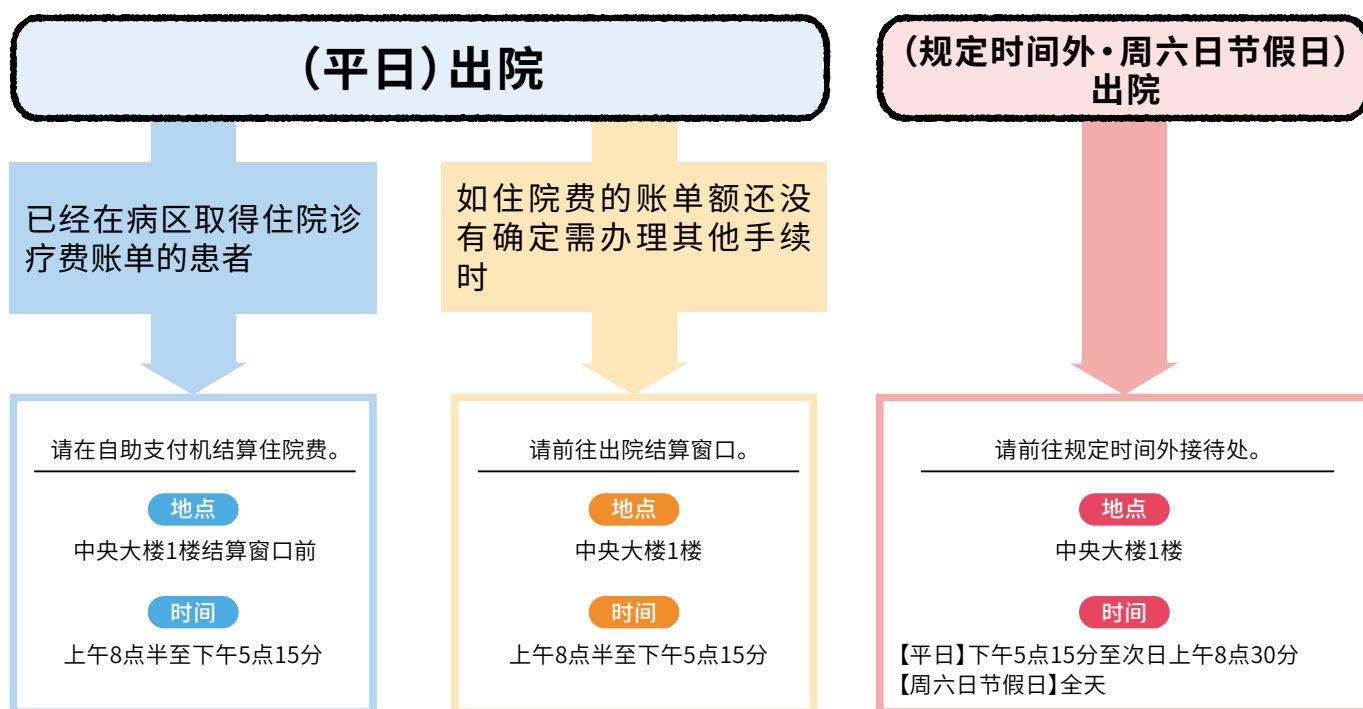 （平日）出院
已经在病区取得住院诊
疗费账单的患者
请在自助支付机结算住院费。
地点
中央大楼1楼结算窗口前
时间
上午8点半至下午5点15分
如住院费的账单额还没
有确定需办理其他手续
时
请前往出院结算窗口。
地点
中央大楼1楼
时间
上午8点半至下午5点15分
（规定时间外·周六日节假日）
出院
请前往规定时间外接待处。
地点
中央大楼1楼
时间
【平日】下午5点15分至次日上午8点30分
【周六日节假日】全天